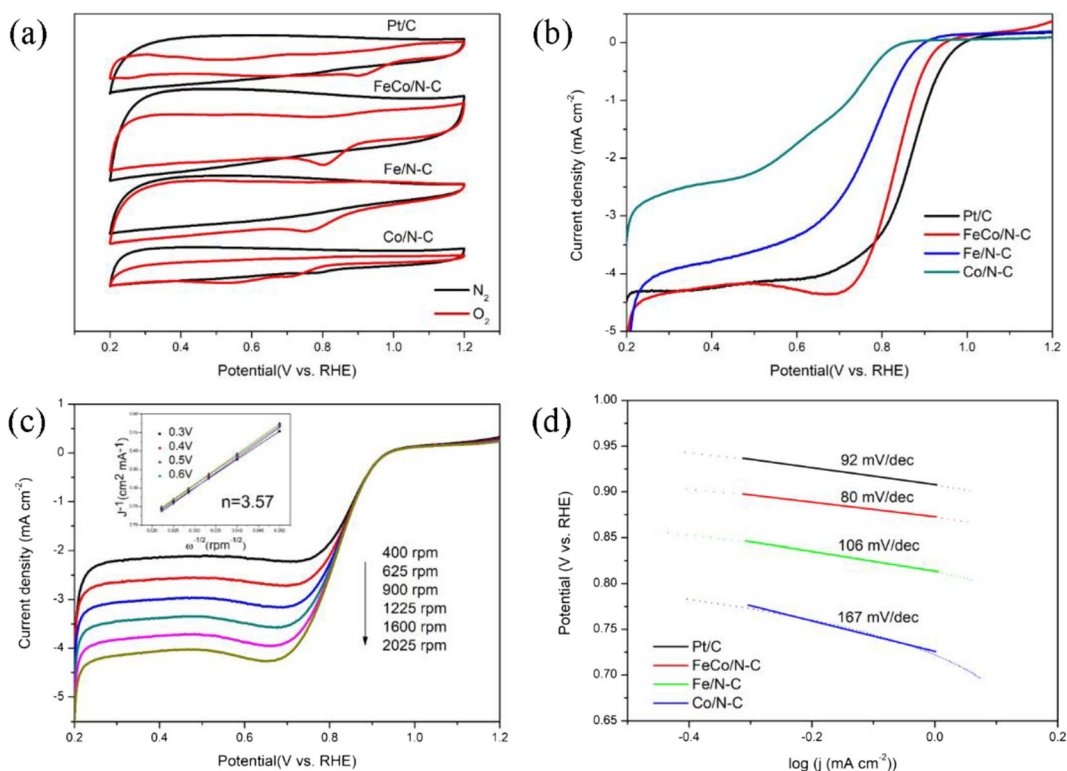 (a)
Pt/C
FeCo/N-C
Fe/N-C
Co/N-C
N2
O2
0.2 0.4 0.6 0.8 1.0 1.2
Potential(V vs. RHE)
(b)
Current density (mA cm-2)
0
-1
-2
-3
-4
-5
Pt/C
FeCo/N-C
Fe/N-C
Co/N-C
0.2 0.4 0.6 0.8 1.0 1.2
Potential(V vs. RHE)
(c)
Current density (mA cm-2)
1
0
-1
-2
-3
-4
-5
J-1(cm2 mA-1)
0.3V
0.4V
0.5V
0.6V
n=3.57
ω-1/2(rpm-1/2)
400 rpm
625 rpm
900 rpm
1225 rpm
1600 rpm
2025 rpm
0.2 0.4 0.6 0.8 1.0 1.2
Potential(V vs. RHE)
(d)
Potential (V vs. RHE)
1.00
0.95
0.90
0.85
0.80
0.75
0.70
0.65
92 mV/dec
80 mV/dec
106 mV/dec
167 mV/dec
Pt/C
FeCo/N-C
Fe/N-C
Co/N-C
-0.4 -0.2 0.0 0.2
log (j (mA cm-2))